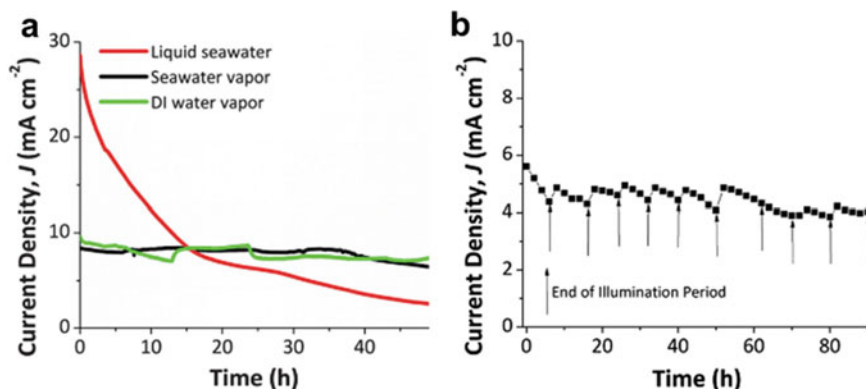 a
30
20
10
0
Current Density, J (mA cm⁻²)
Liquid seawater
Seawater vapor
DI water vapor
0 10 20 30 40
Time (h)
b
10
8
6
4
2
0
Current Density, J (mA cm⁻²)
End of Illumination Period
0 20 40 60 80
Time (h)